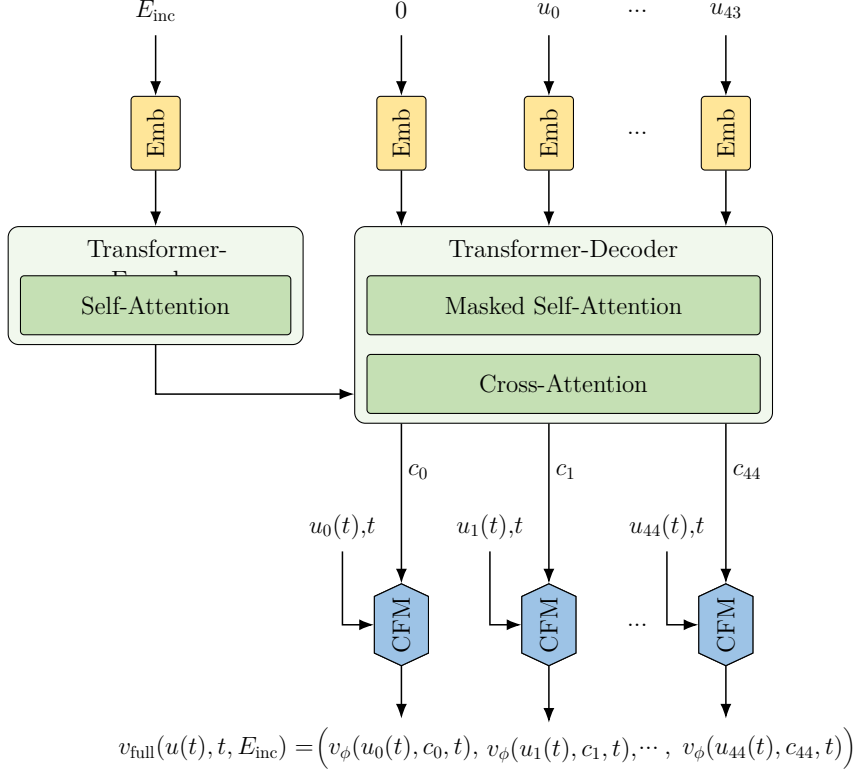 E_inc 0 u_0 ... u_43
Emb Emb Emb ... Emb
Transformer- Transformer-Decoder
Self-Attention Masked Self-Attention
Cross-Attention
c_0 c_1 c_44
u_0(t),t u_1(t),t u_44(t),t
CFM CFM ... CFM
v_full(u(t), t, E_inc) = (v_ϕ(u_0(t), c_0, t), v_ϕ(u_1(t), c_1, t), ⋯ , v_ϕ(u_44(t), c_44, t))